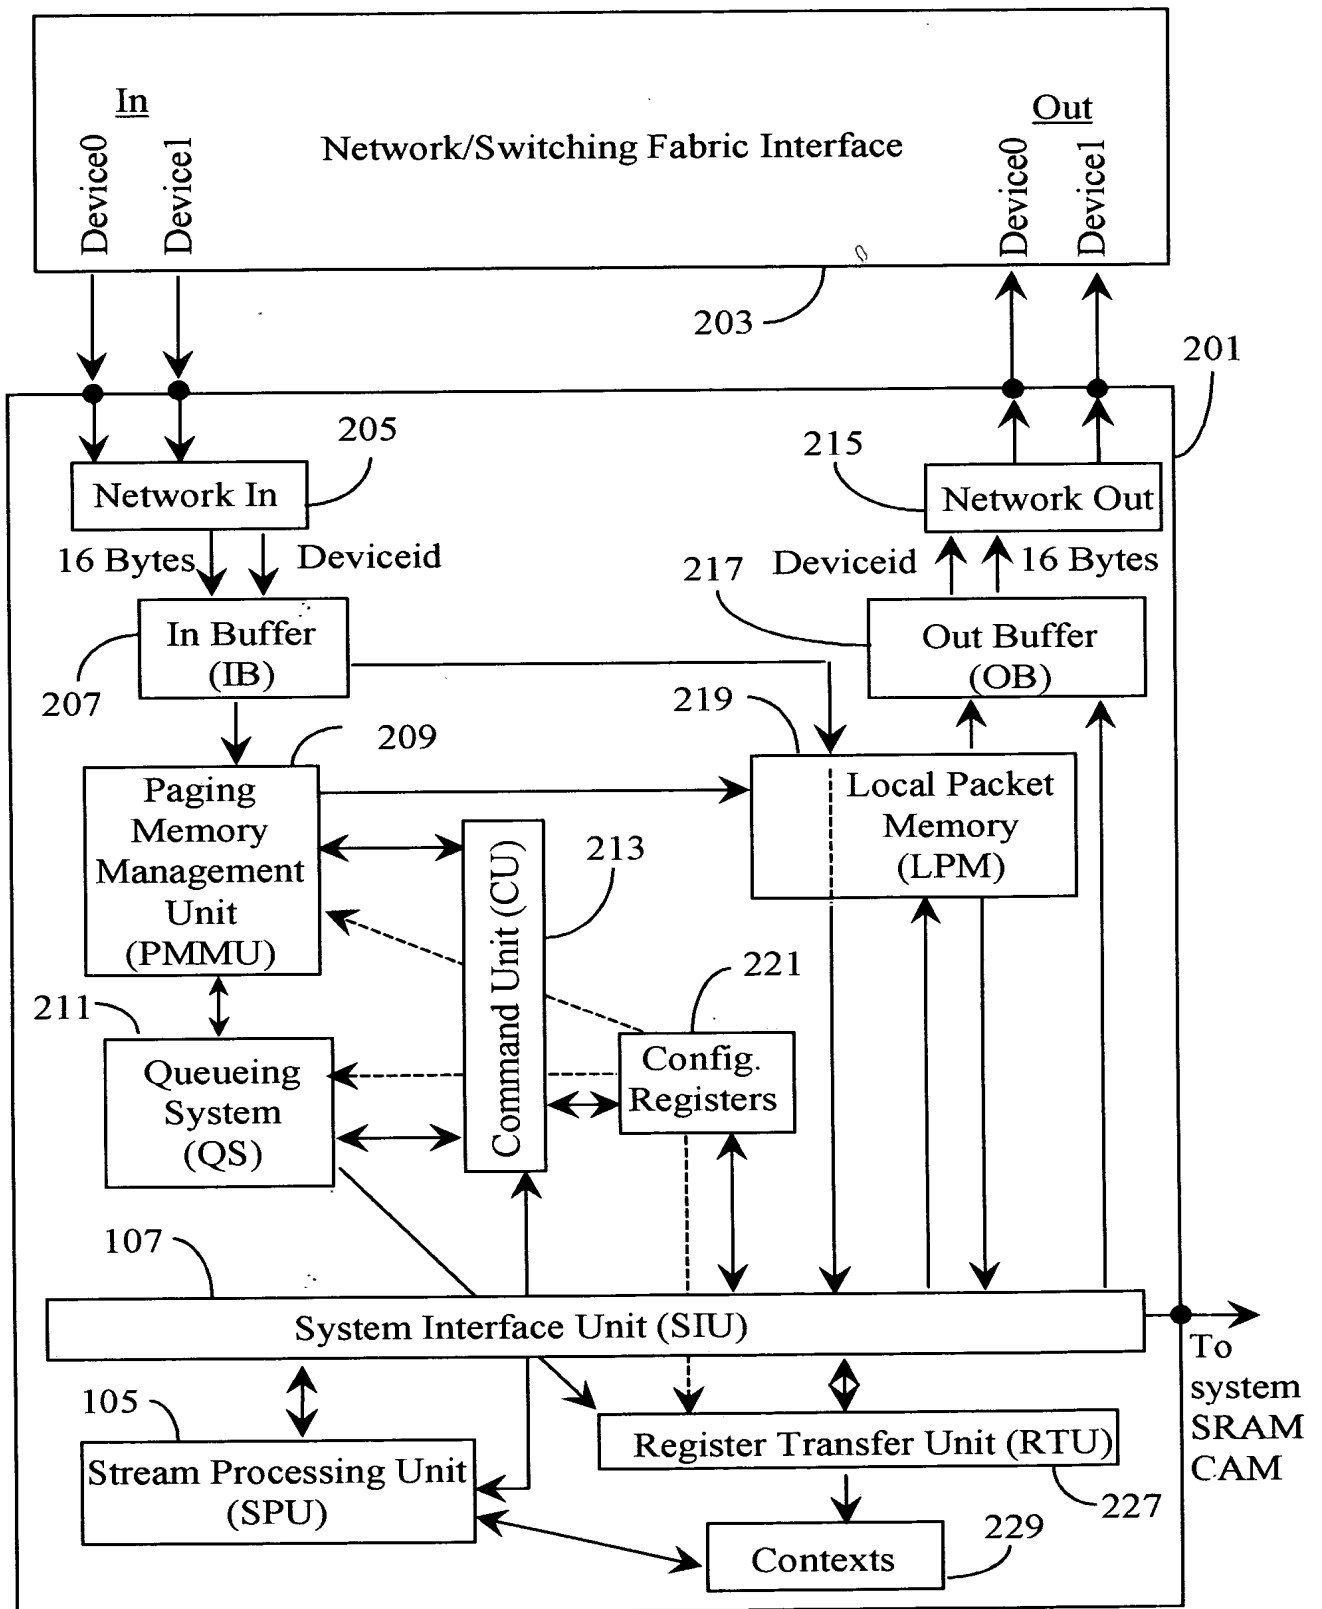 In
Out
Device0
Device1
Network/Switching Fabric Interface
Device0
Device1
203
201
205
215
Network In
Network Out
16 Bytes
Deviceid
217
Deviceid
16 Bytes
In Buffer
(IB)
Out Buffer
(OB)
207
219
209
Paging
Memory
Management
Unit
(PMMU)
Local Packet
Memory
(LPM)
213
Command Unit (CU)
221
211
Queueing
System
(QS)
Config.
Registers
107
System Interface Unit (SIU)
To
system
SRAM
CAM
105
Stream Processing Unit
(SPU)
Register Transfer Unit (RTU)
227
229
Contexts